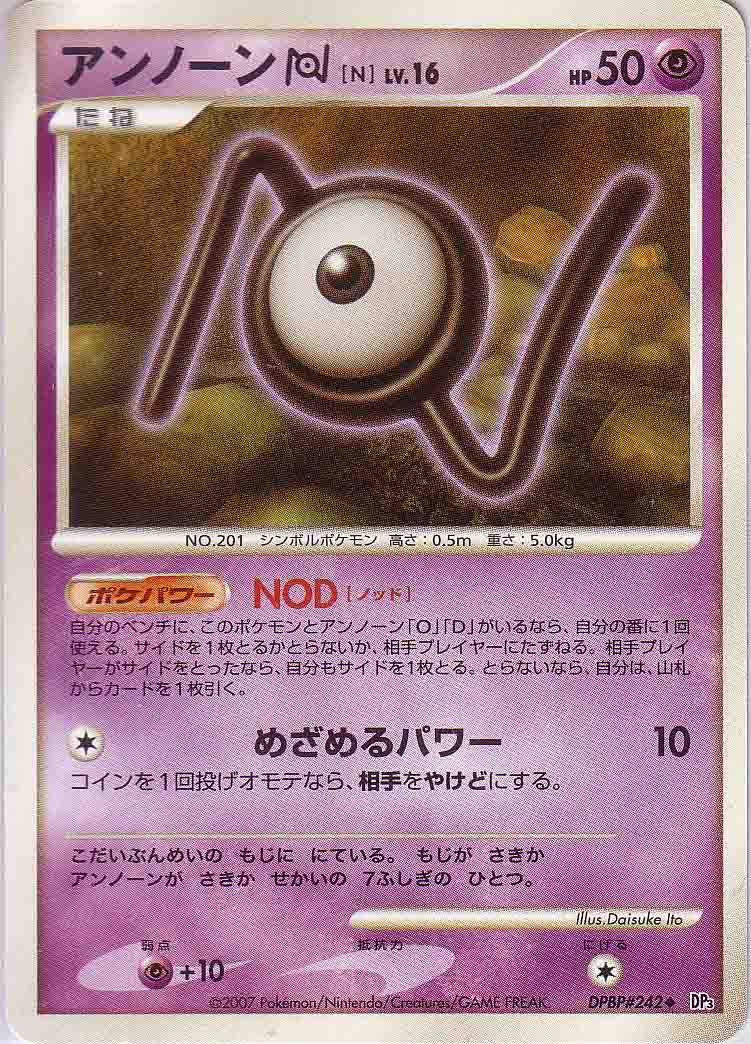 アンノーン N [N] LV.16 HP50
たね
NO.201 シンボルポケモン 高さ:0.5m 重さ:5.0kg
ポケパワー NOD [ノッド]
自分のベンチに、このポケモンとアンノーン「O」「D」がいるなら、自分の番に1回
使える。サイドを1枚とるかとらないか、相手プレイヤーにたずねる。相手プレイ
ヤーがサイドをとったなら、自分もサイドを1枚とる。とらないなら、自分は、山札
からカードを1枚引く。
めざめるパワー 10
コインを1回投げオモテなら、相手をやけどにする。
こだいぶんめいの もじに にている。 もじが さきか
アンノーンが さきか せかいの 7ふしぎの ひとつ。
Illus.Daisuke Ito
弱点 抵抗力 にげる
+10
©2007 Pokémon/Nintendo/Creatures/GAME FREAK.
DPBP#242◆ DP3